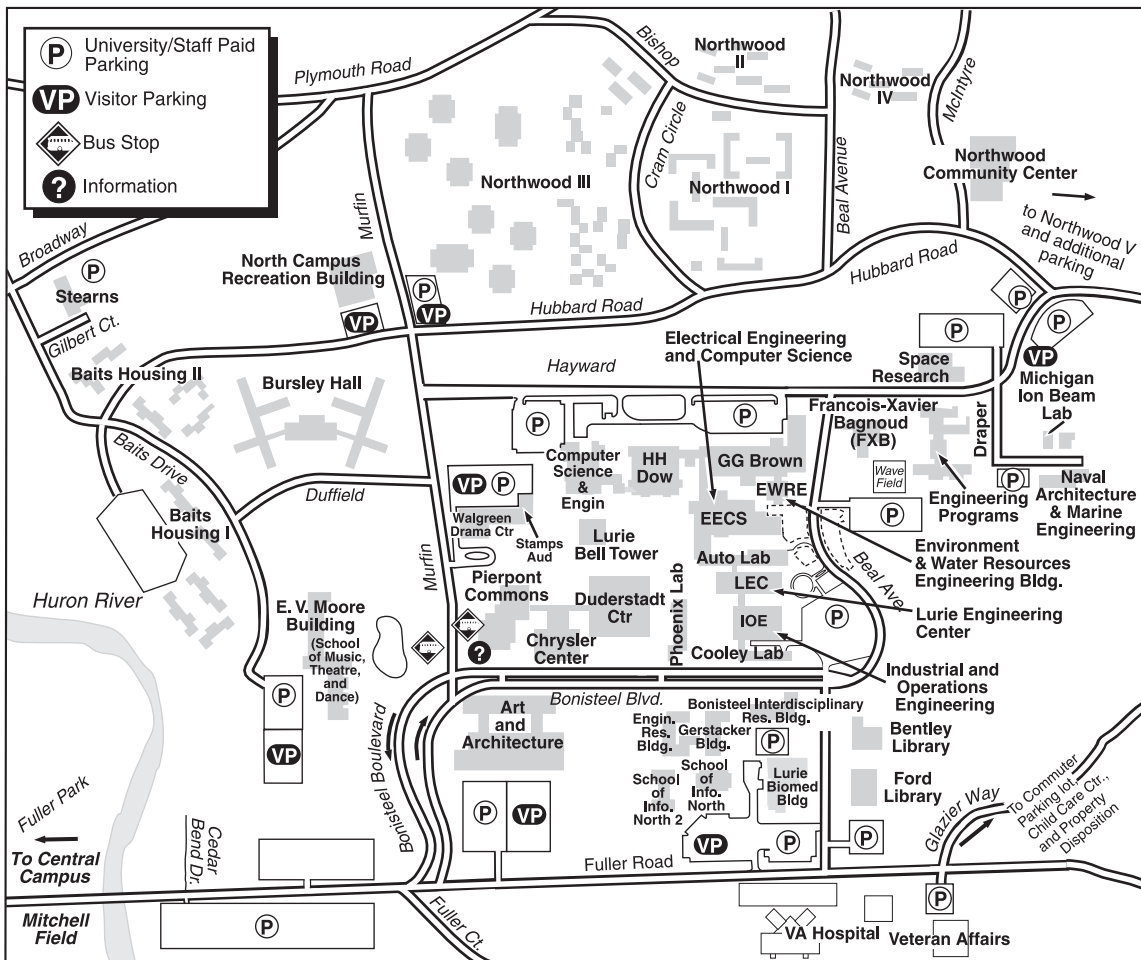 P University/Staff Paid
Parking
VP Visitor Parking
Bus Stop
? Information
Plymouth Road
Bishop
Northwood
II
Northwood
IV
McIntyre
Cram Circle
Beal Avenue
Northwood
Community Center
Northwood III
Northwood I
to Northwood V
and additional
parking
Broadway
Murfin
P
Stearns
Gilbert Ct.
North Campus
Recreation Building
P
VP
VP
Hubbard Road
Hubbard Road
P
P
P
VP
Electrical Engineering
and Computer Science
Hayward
Space
Research
Michigan
Ion Beam
Lab
Baits Housing II
Bursley Hall
Francois-Xavier
Bagnoud
(FXB)
Draper
P
P
Computer
Science
&
Engin
HH
Dow
GG Brown
Baits Drive
Duffield
VP
P
Walgreen
Drama Ctr
Stamps
Aud
EWRE
Wave
Field
P
Engineering
Programs
P
Naval
Architecture
& Marine
Engineering
Baits
Housing I
Murfin
Lurie
Bell Tower
EECS
Environment
& Water Resources
Engineering Bldg.
Auto Lab
Beal Ave.
Pierpont
Commons
Huron River
E. V. Moore
Building
(School
of Music,
Theatre,
and
Dance)
Duderstadt
Ctr
Phoenix Lab
LEC
IOE
P
Lurie Engineering
Center
?
Chrysler
Center
Cooley Lab
Industrial and
Operations
Engineering
P
VP
Bonisteel Blvd.
Art
and
Architecture
Bonisteel Boulevard
Bonisteel Interdisciplinary
Res. Bldg.
Engin.
Res.
Bldg.
Gerstacker
Bldg.
P
Bentley
Library
School
of
Info.
North 2
School
of
Info.
North
Lurie
Biomed
Bldg
Ford
Library
Glazier Way
To Commuter
Parking lot,
Child Care Ctr.,
and Property
Disposition
P
VP
VP
P
P
Fuller Park
To Central
Campus
Cedar
Bend Dr.
Fuller Road
Mitchell
Field
P
Fuller Ct.
VA Hospital
P
Veteran Affairs